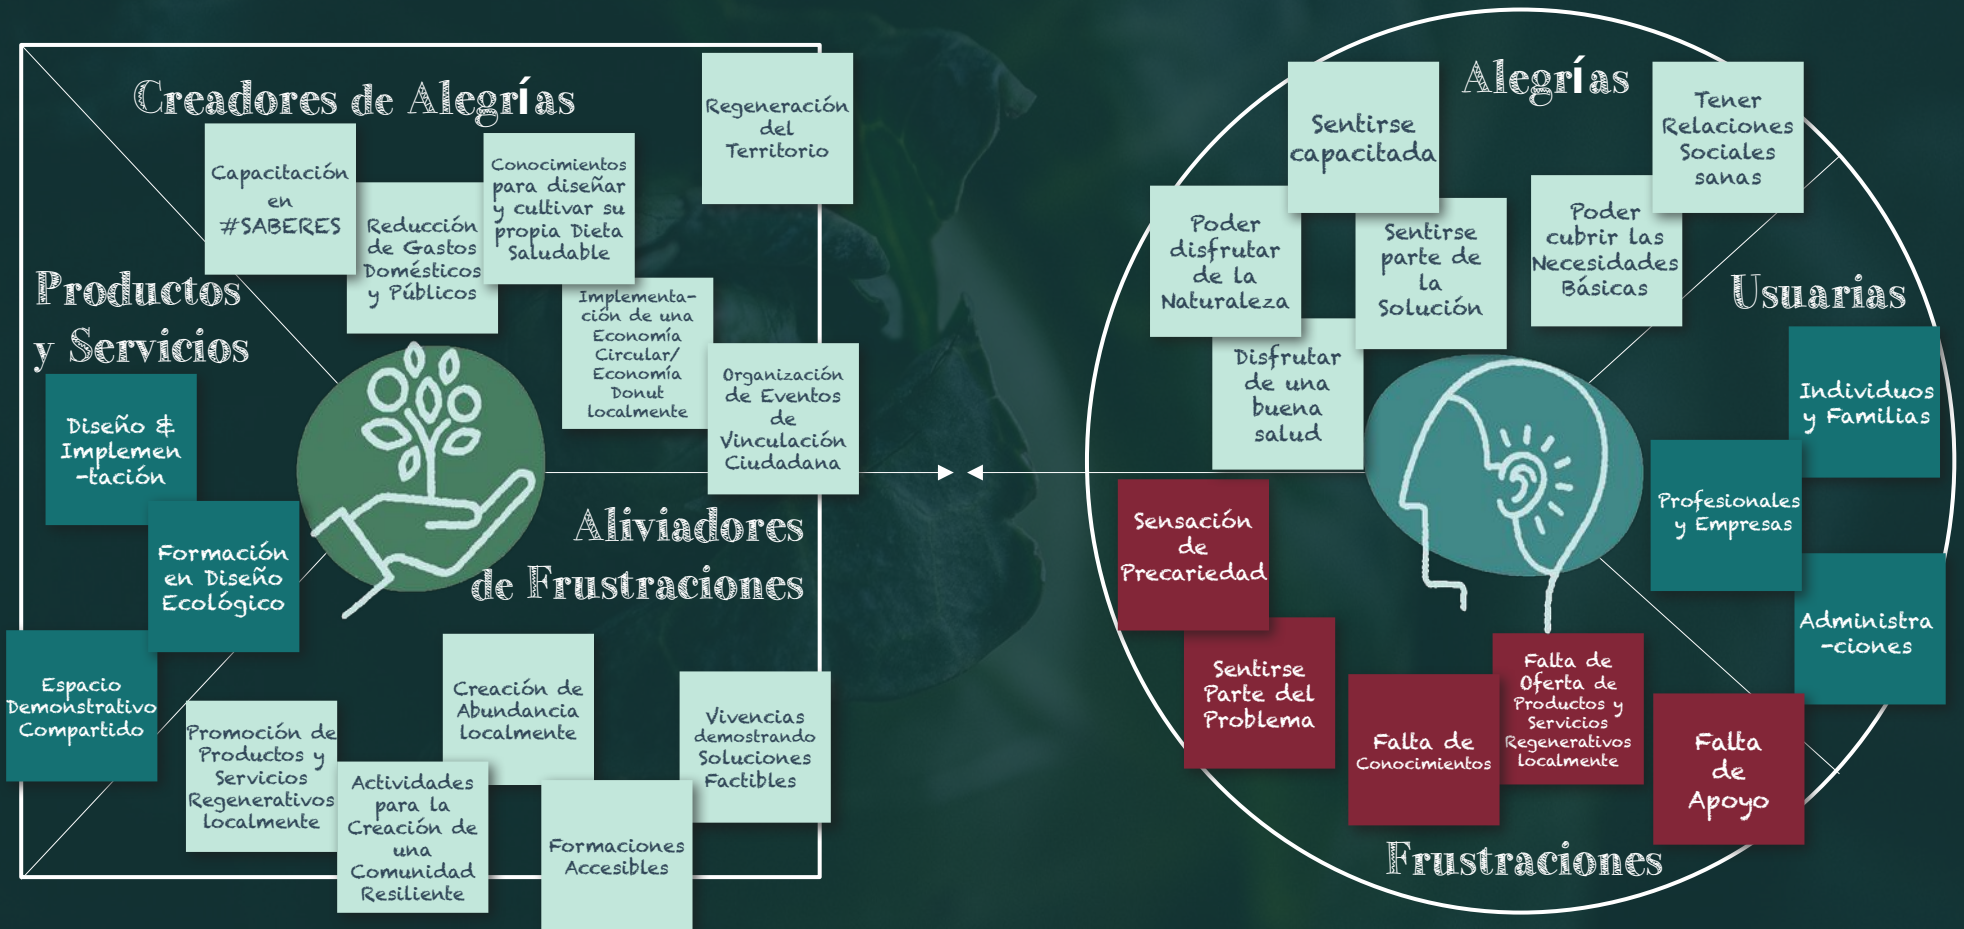 Creadores de Alegrías
Regeneración
del
Territorio
Capacitación
en
#SABERES
Reducción
de Gastos
Domésticos
y Públicos
Conocimientos
para diseñar
y cultivar su
propia Dieta
Saludable
Implementa-
ción de una
Economía
Circular/
Economía
Donut
localmente
Organización
de Eventos
de
Vinculación
Ciudadana
Productos
y Servicios
Diseño &
Implemen
-tación
Formación
en Diseño
Ecológico
Espacio
Demonstrativo
Compartido
Aliviadores
de Frustraciones
Promoción de
Productos y
Servicios
Regenerativos
localmente
Actividades
para la
Creación de
una
Comunidad
Resiliente
Creación de
Abundancia
localmente
Formaciones
Accesibles
Vivencias
demostrando
Soluciones
Factibles
Alegrías
Sentirse
capacitada
Tener
Relaciones
Sociales
sanas
Poder
disfrutar
de la
Naturaleza
Sentirse
parte de
la
Solución
Poder
cubrir las
Necesidades
Básicas
Disfrutar
de una
buena
salud
Usuarias
Individuos
y Familias
Profesionales
y Empresas
Administra
-ciones
Sensación
de
Precariedad
Sentirse
Parte del
Problema
Falta de
Conocimientos
Falta de
Oferta de
Productos y
Servicios
Regenerativos
localmente
Falta
de
Apoyo
Frustraciones